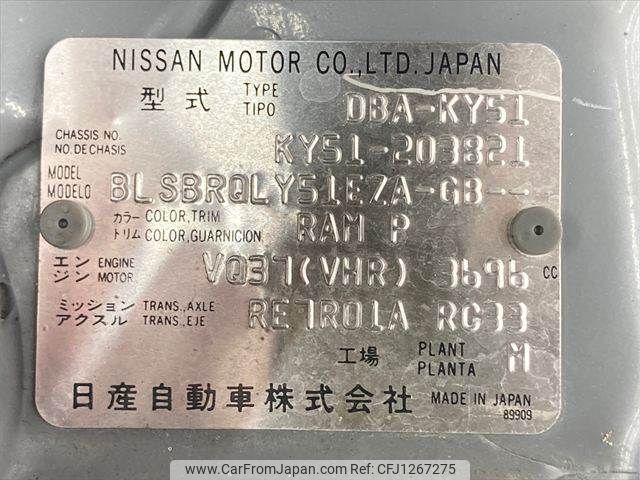 NISSAN MOTOR CO.,LTD. JAPAN
型式 TYPE TIPO DBA-KY51
CHASSIS NO. NO. DE CHASIS KY51-203821
MODEL MODELO BLSBRQLY51EZA-GB--
カラー COLOR,TRIM
トリム COLOR,GUARNICION RAM P
エンジン ENGINE MOTOR VQ37(VHR) 3696 CC
ミッション TRANS.,AXLE
アクスル TRANS.,EJE RE7R01A RC33
工場 PLANT PLANTA M
日産自動車株式会社 MADE IN JAPAN
89909
www.CarFromJapan.com - CFJ1267275